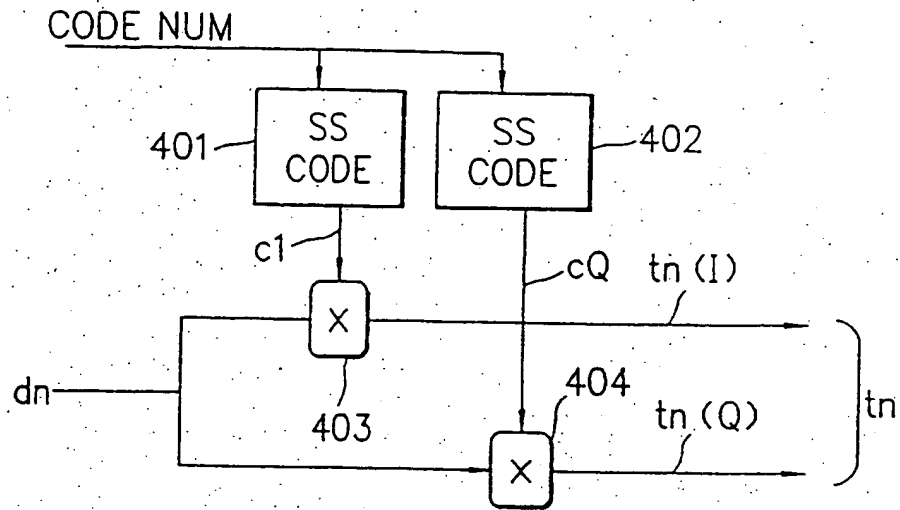 CODE NUM
401
SS
CODE
SS
CODE
402
c1
cQ
tn (I)
X
dn
403
404
tn (Q)
tn
X